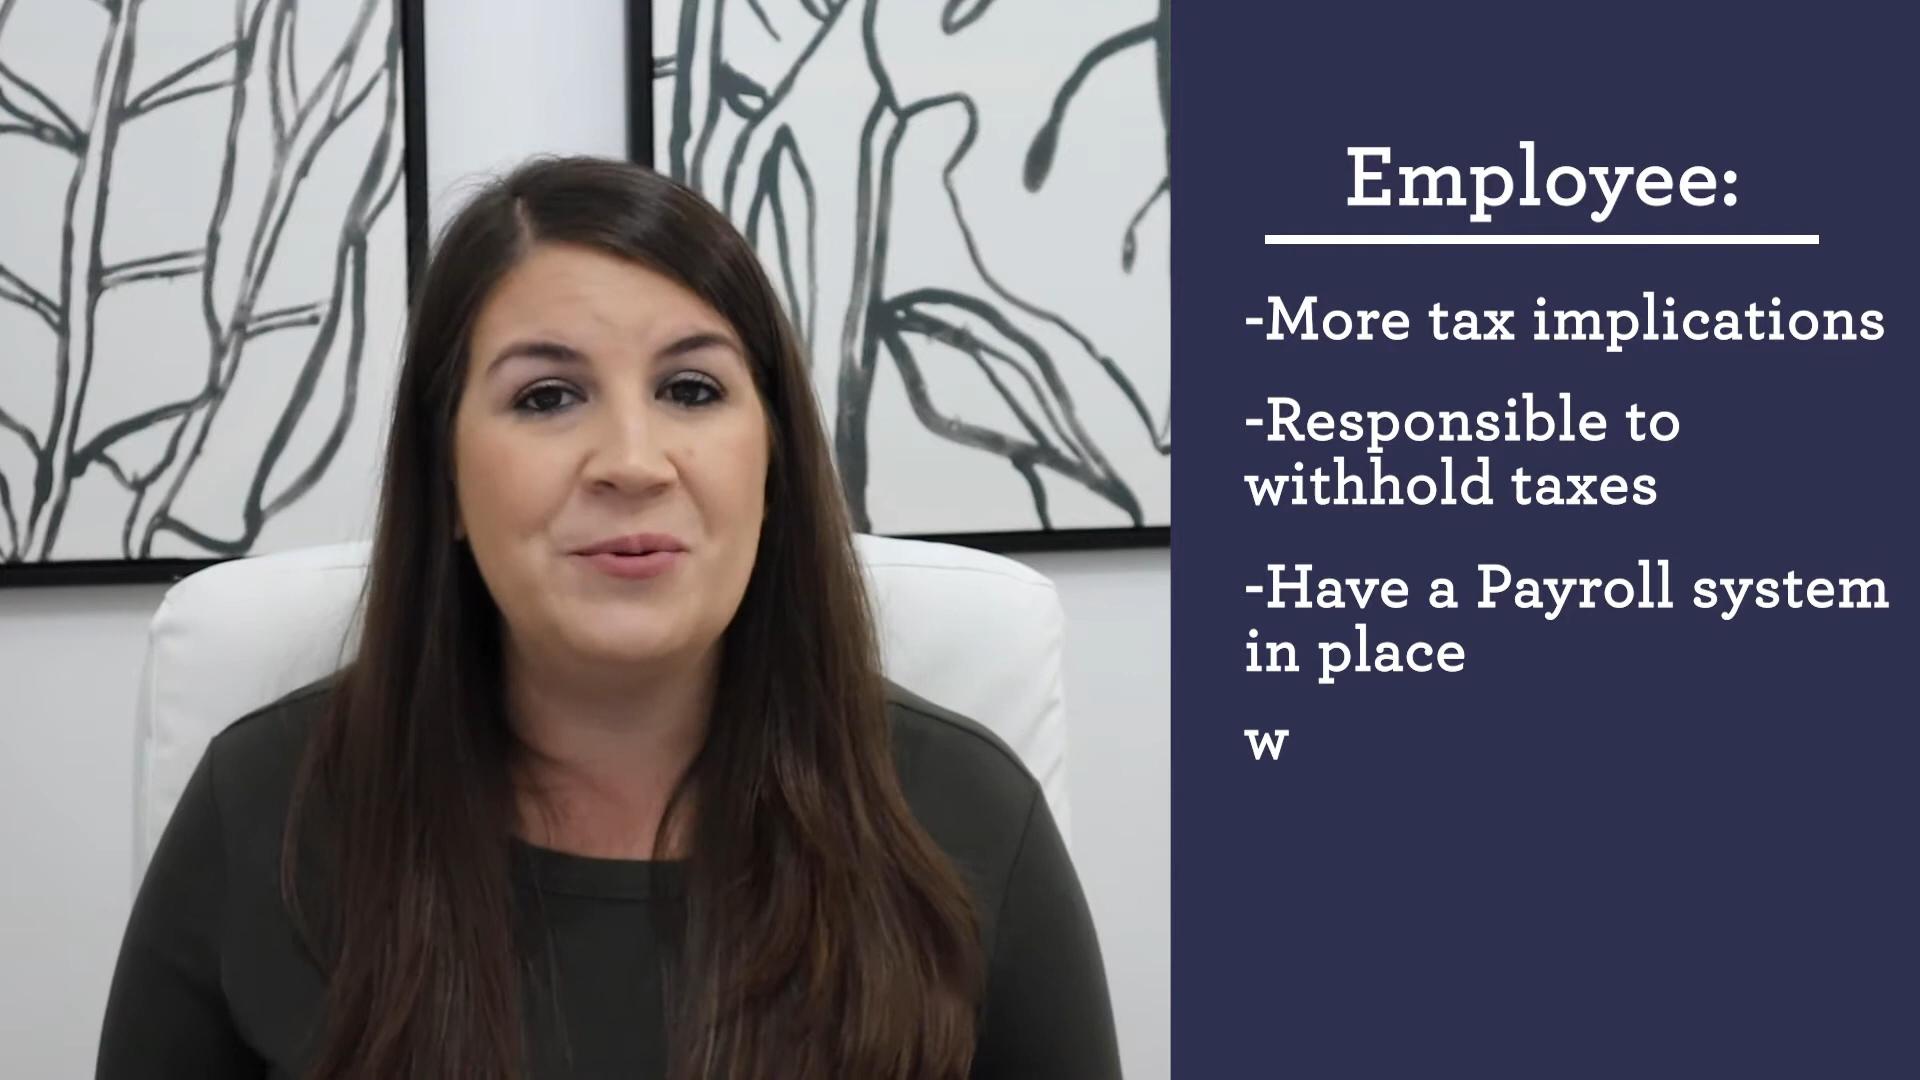 Employee:
-More tax implications
-Responsible to
withhold taxes
-Have a Payroll system
in place
w